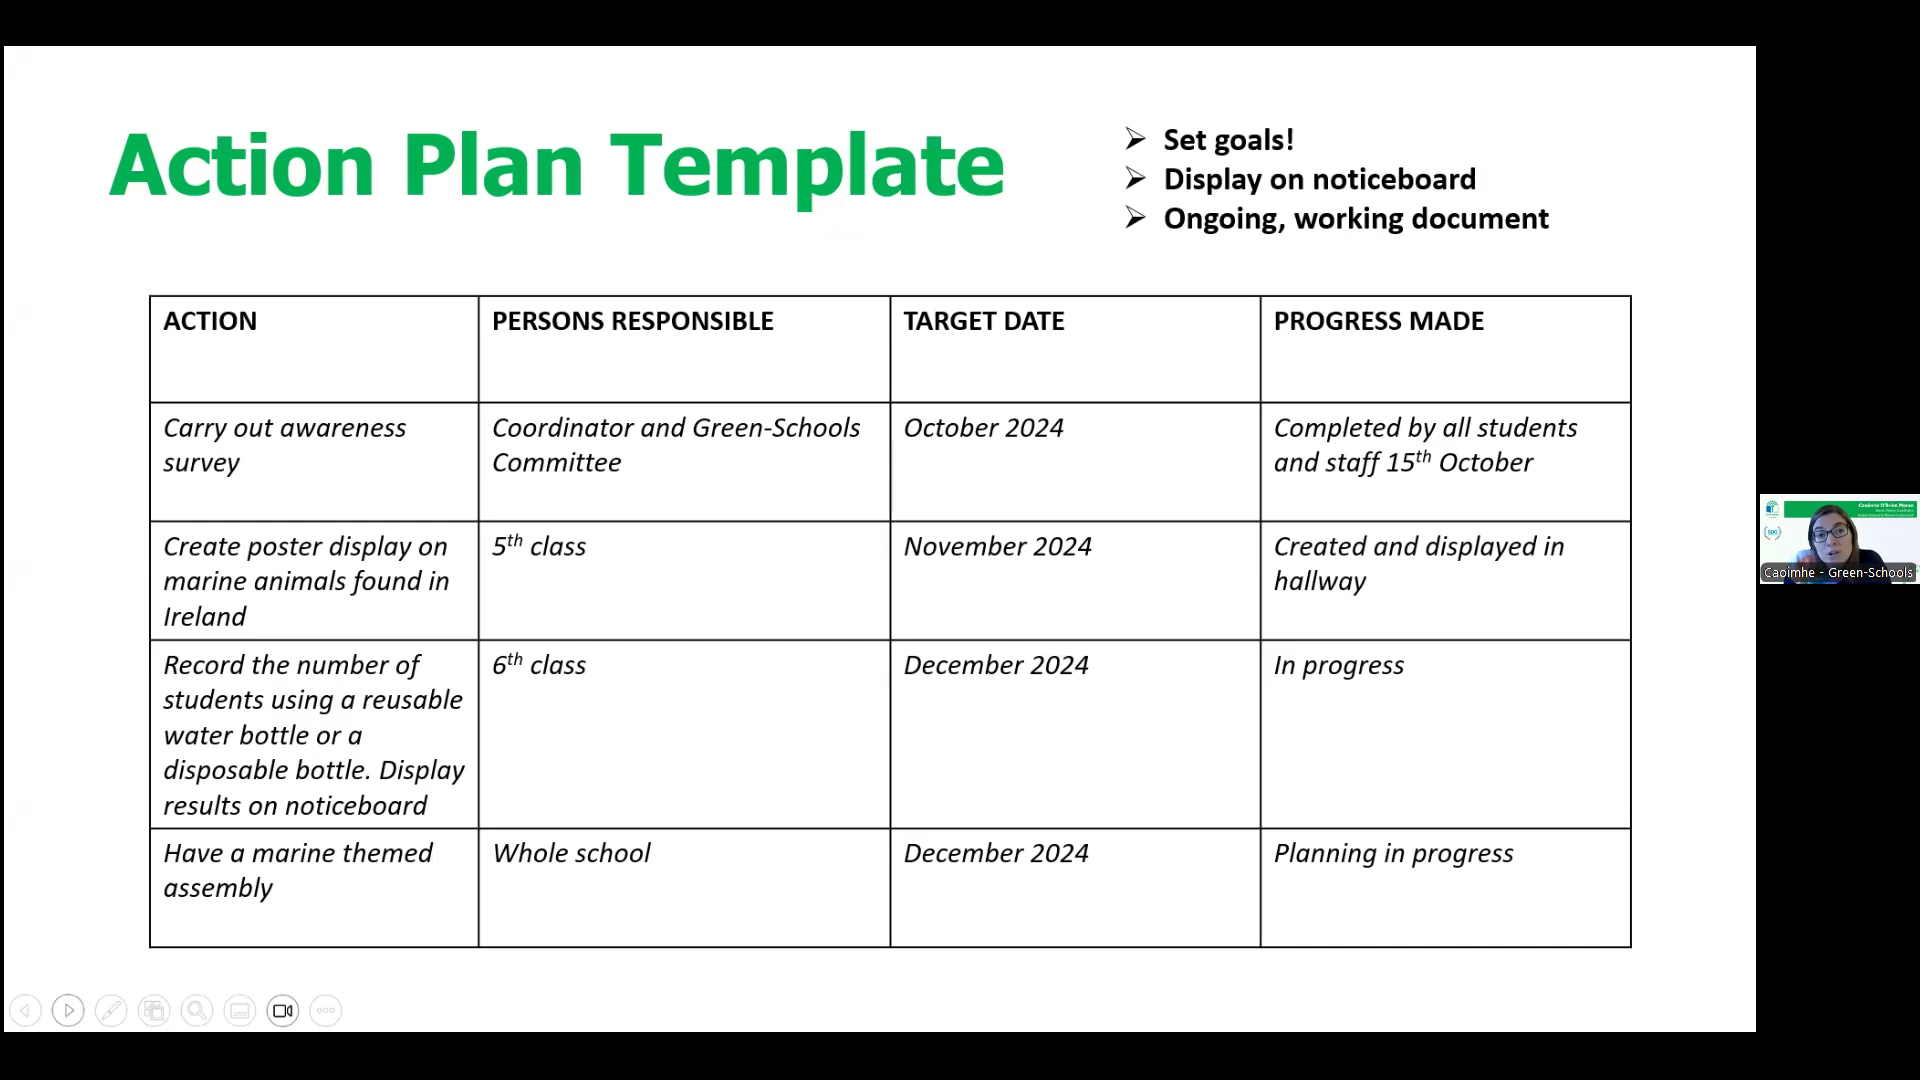 Action Plan Template
➢ Set goals!
➢ Display on noticeboard
➢ Ongoing, working document
ACTION
PERSONS RESPONSIBLE
TARGET DATE
PROGRESS MADE
Carry out awareness
survey
Coordinator and Green-Schools
Committee
October 2024
Completed by all students
and staff 15th October
Create poster display on
marine animals found in
Ireland
5th class
November 2024
Created and displayed in
hallway
Record the number of
students using a reusable
water bottle or a
disposable bottle. Display
results on noticeboard
6th class
December 2024
In progress
Have a marine themed
assembly
Whole school
December 2024
Planning in progress
Caoimhe O'Brien Moran
SDG
Caoimhe - Green-Schools